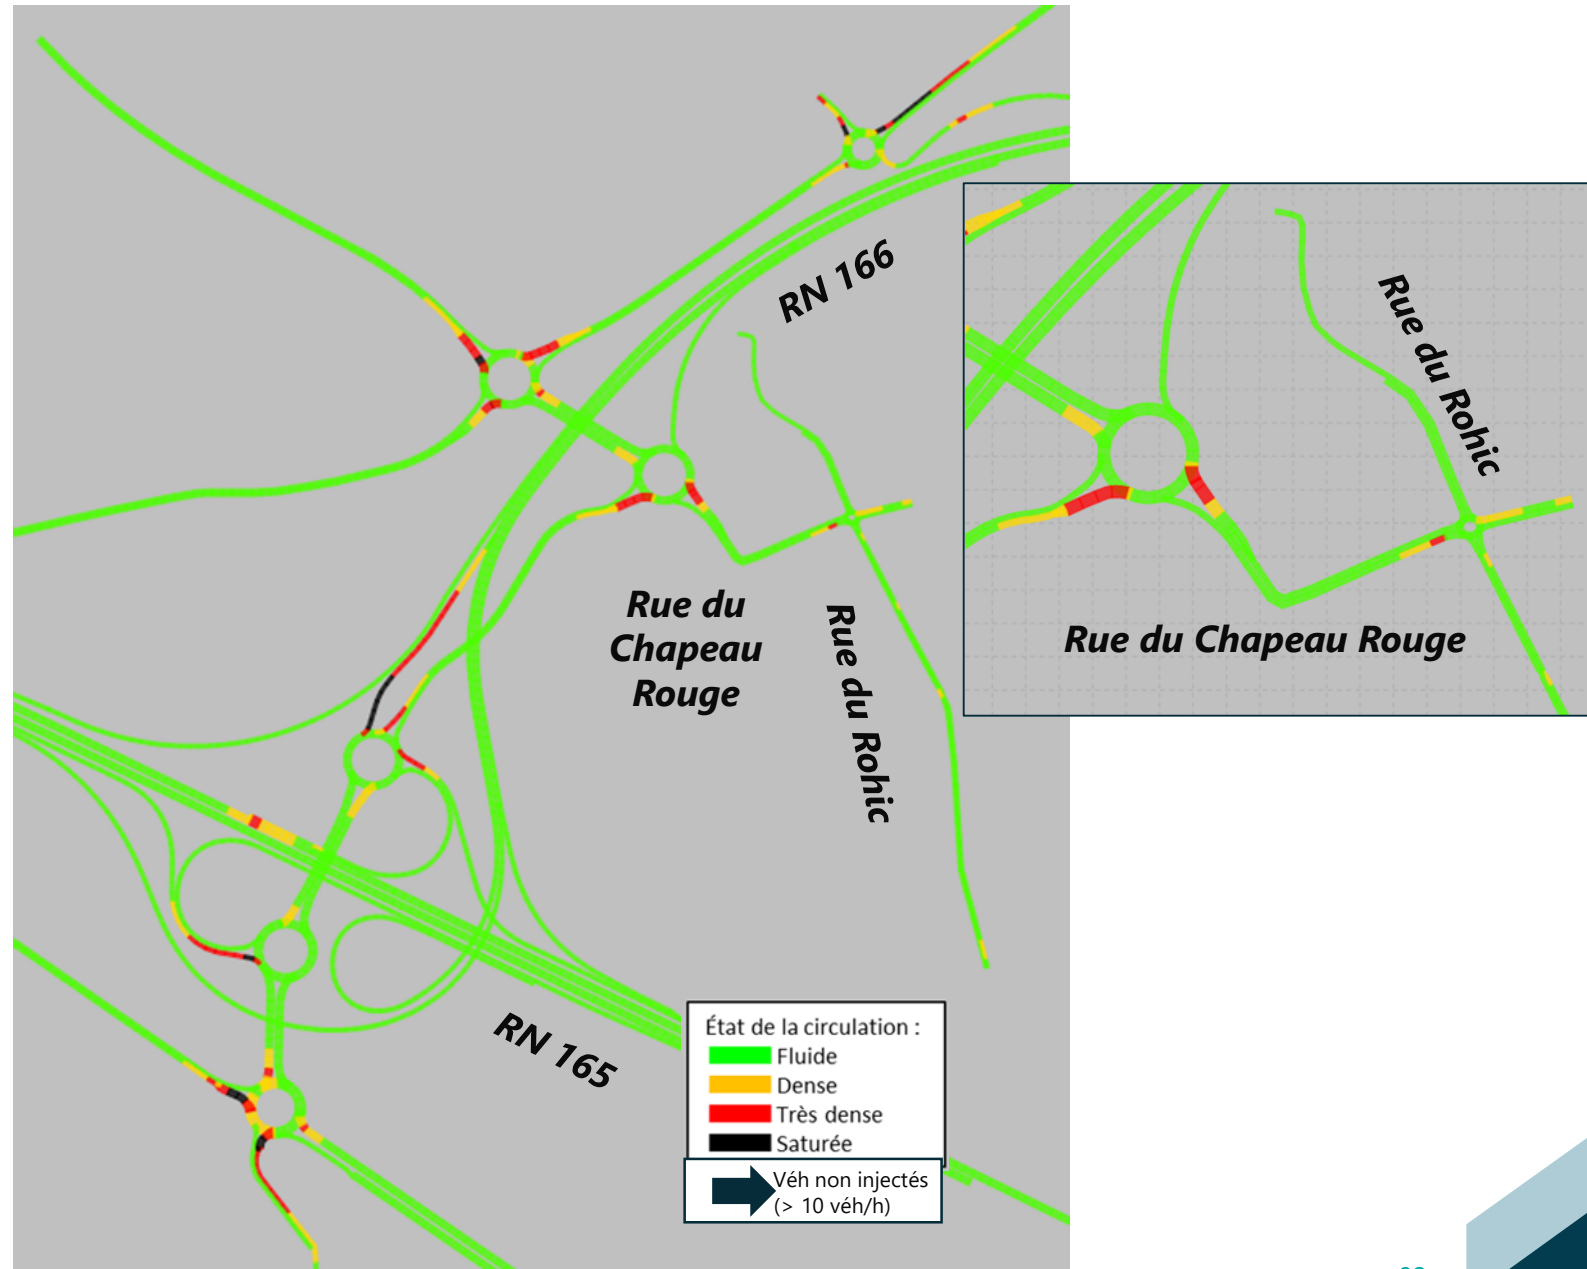 RN 166
Rue du Rohic
Rue du
Chapeau
Rouge
Rue du Rohic
Rue du Chapeau Rouge
RN 165
État de la circulation :
Fluide
Dense
Très dense
Saturée
Véh non injectés
(> 10 véh/h)